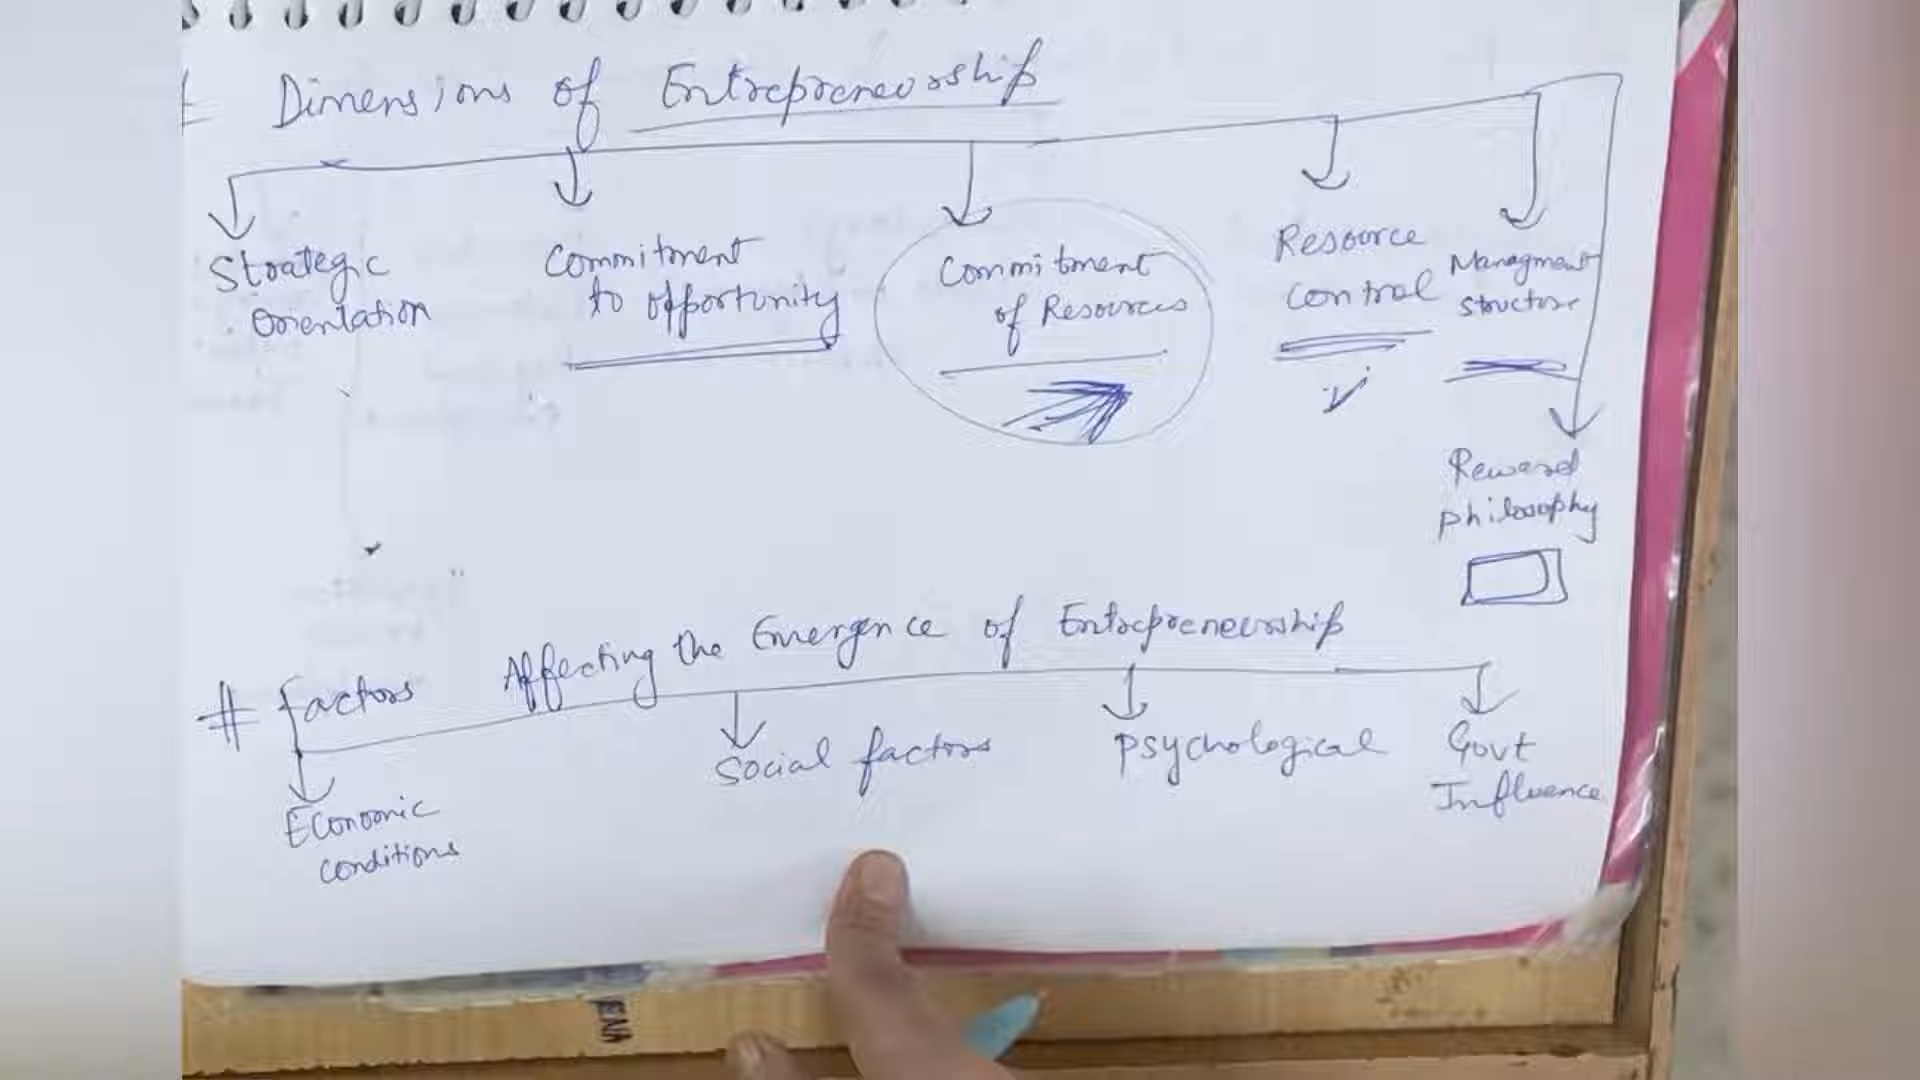 # Dimensions of Entrepreneurship
Strategic
Orientation
Commitment
to opportunity
Commitment
of Resources
Resource
control
Managment
structure
Reward
philosophy
# Factors Affecting the Emergence of Entrepreneurship
Economic
conditions
Social factors
Psychological
Govt
Influence